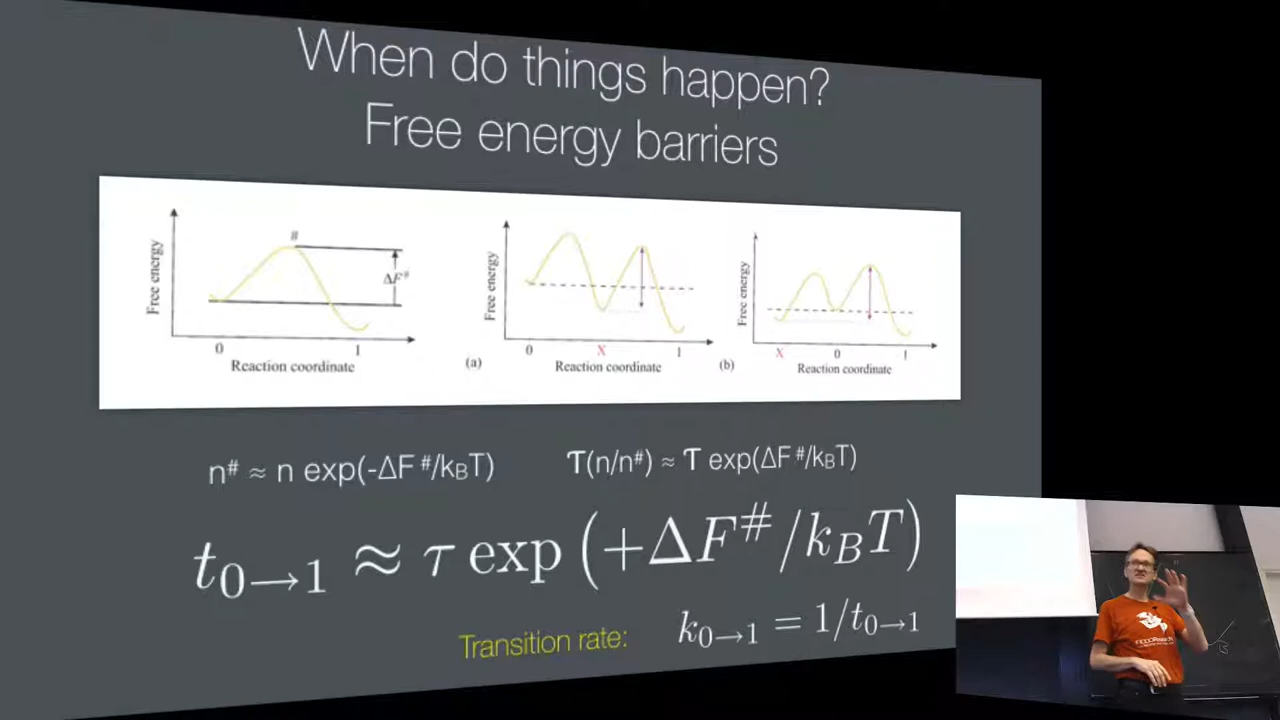 When do things happen?
Free energy barriers
Free energy
#
ΔF#
0
1
Reaction coordinate
(a)
Free energy
0
X
1
Reaction coordinate
(b)
Free energy
X
0
1
Reaction coordinate
n# ≈ n exp(-ΔF #/kBT)
τ(n/n#) ≈ τ exp(ΔF #/kBT)
t0→1 ≈ τ exp (+ΔF#/kBT)
Transition rate:
k0→1 = 1/t0→1